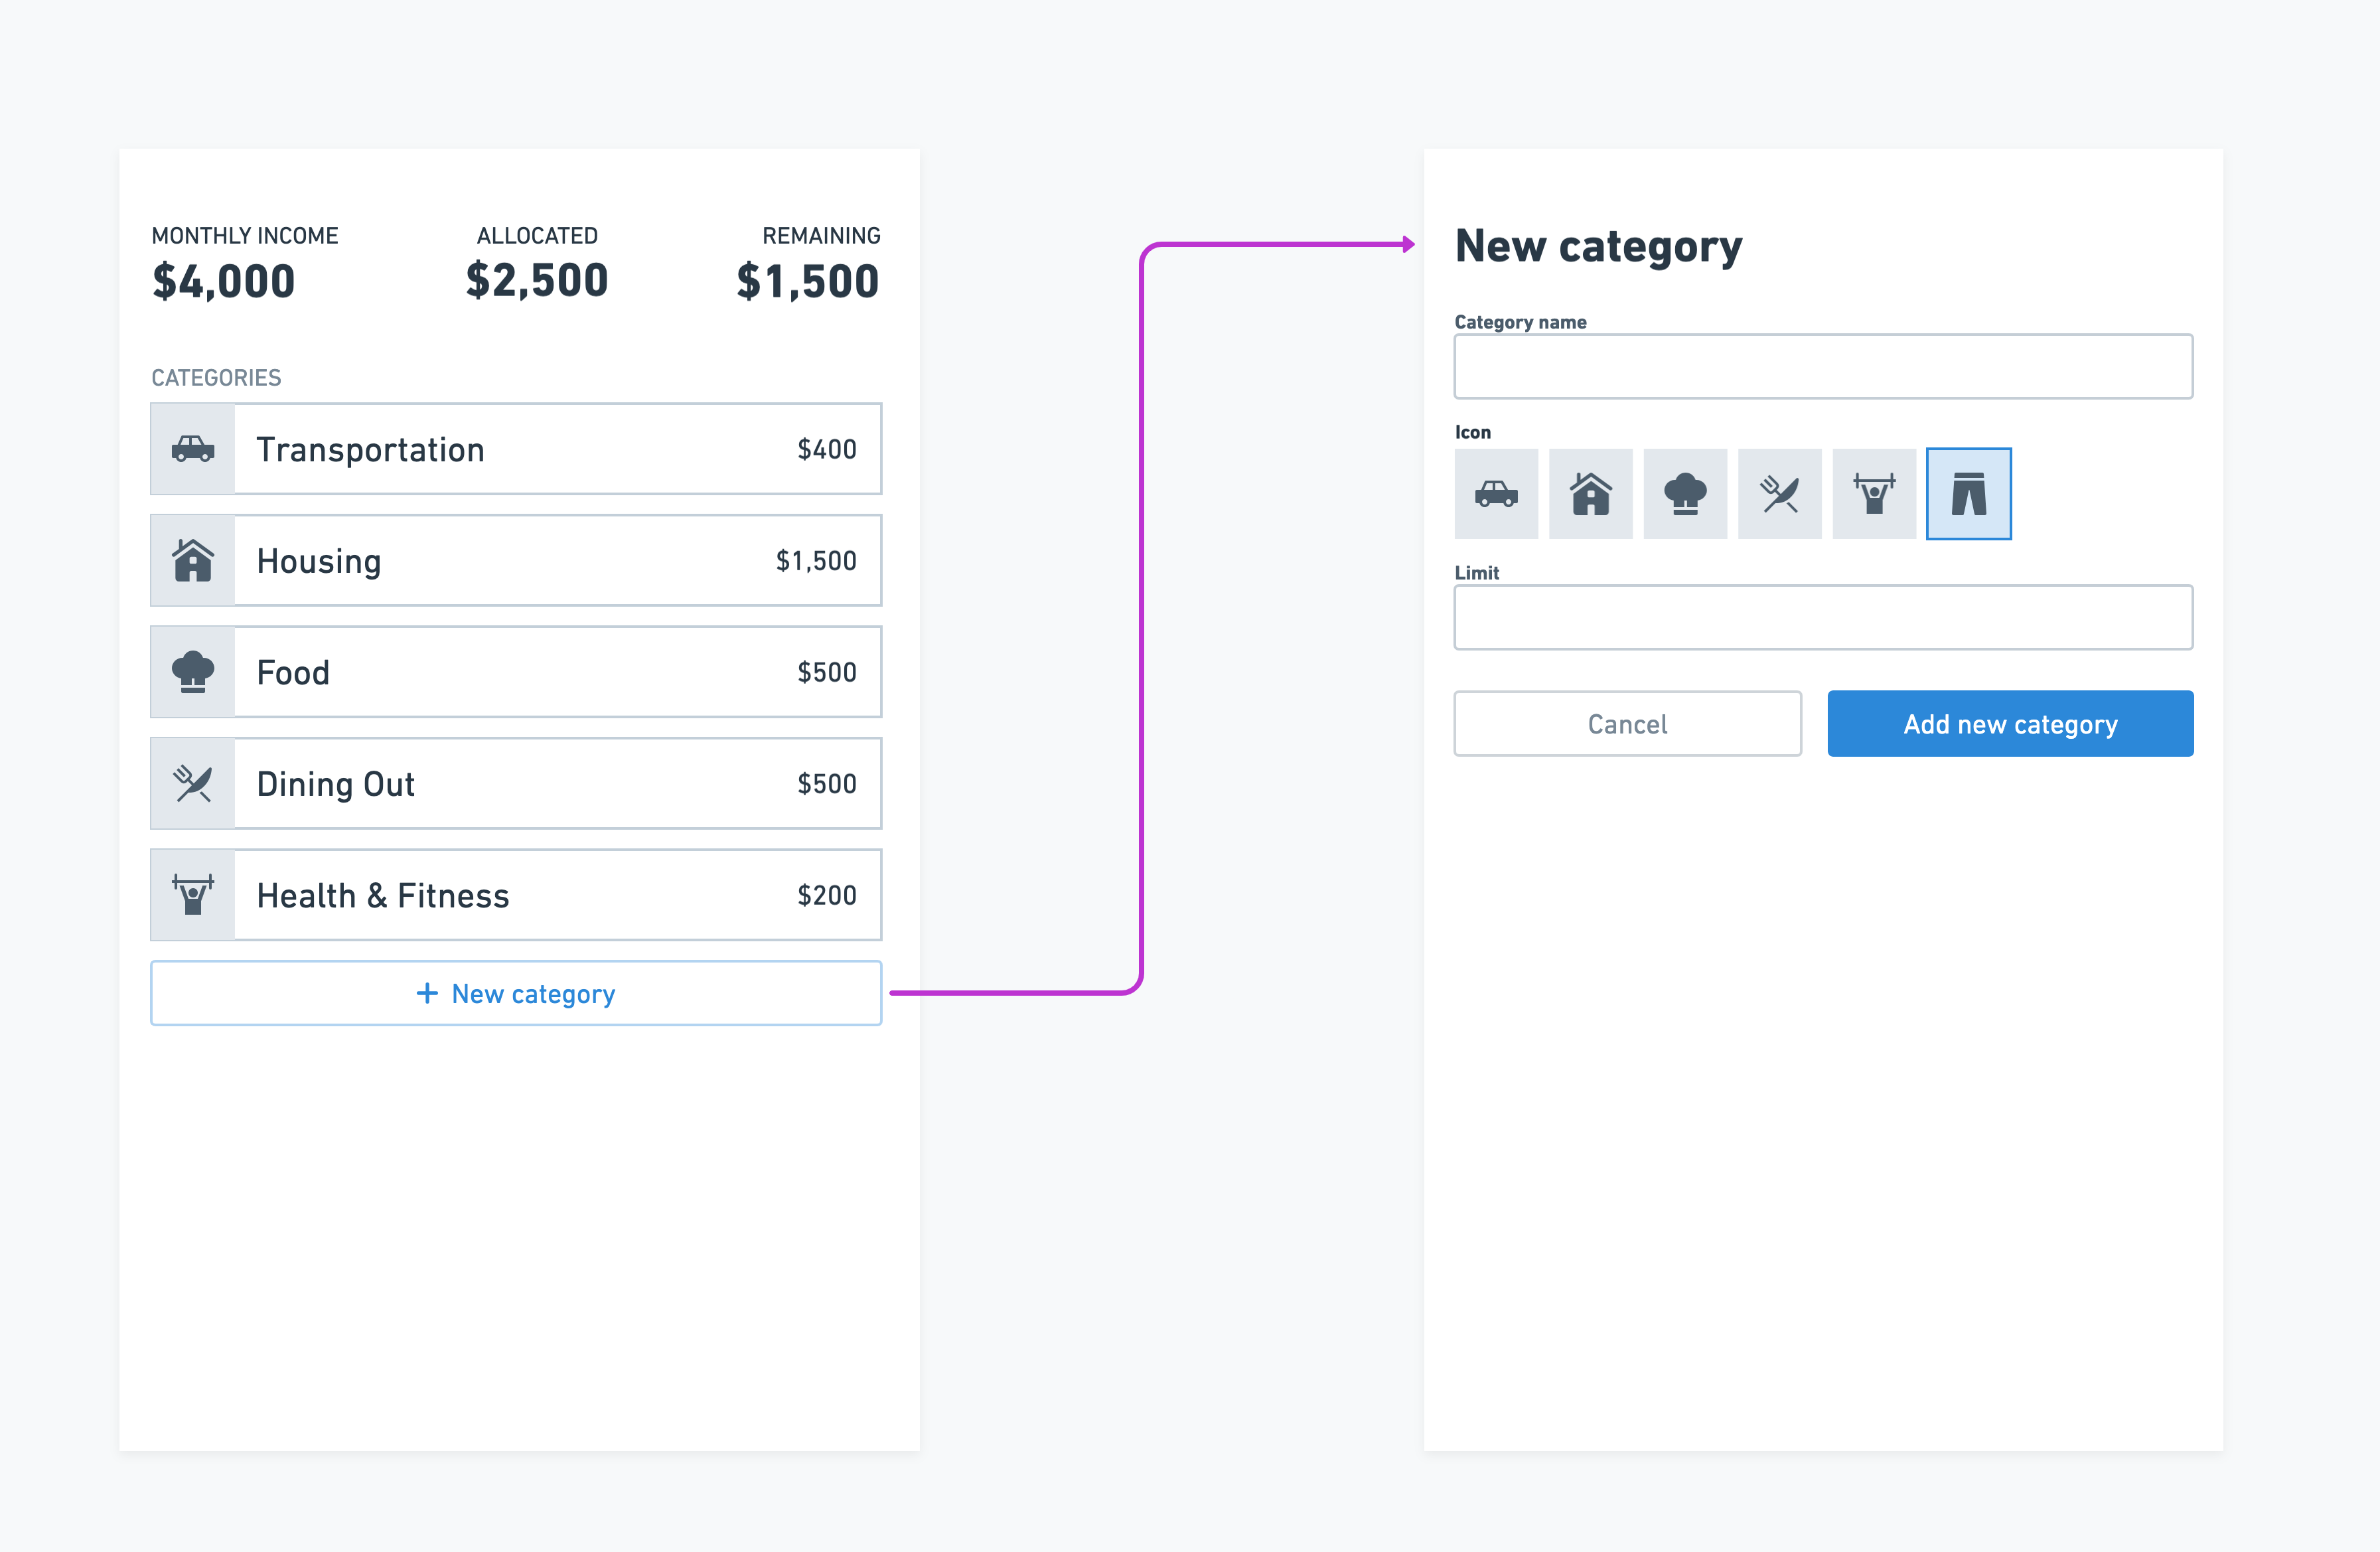 MONTHLY INCOME ALLOCATED REMAINING
$4,000 $2,500 $1,500
CATEGORIES
Transportation $400
Housing $1,500
Food $500
Dining Out $500
Health & Fitness $200
+ New category
New category
Category name
Icon
Limit
Cancel Add new category